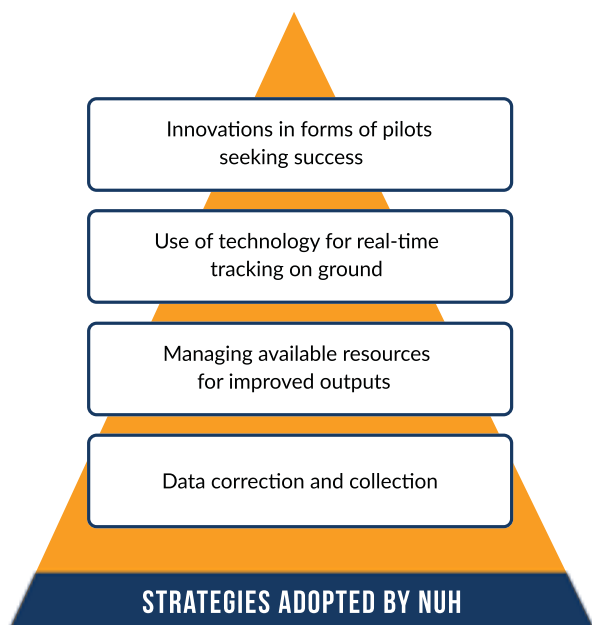 Innovations in forms of pilots
seeking success
Use of technology for real-time
tracking on ground
Managing available resources
for improved outputs
Data correction and collection
STRATEGIES ADOPTED BY NUH